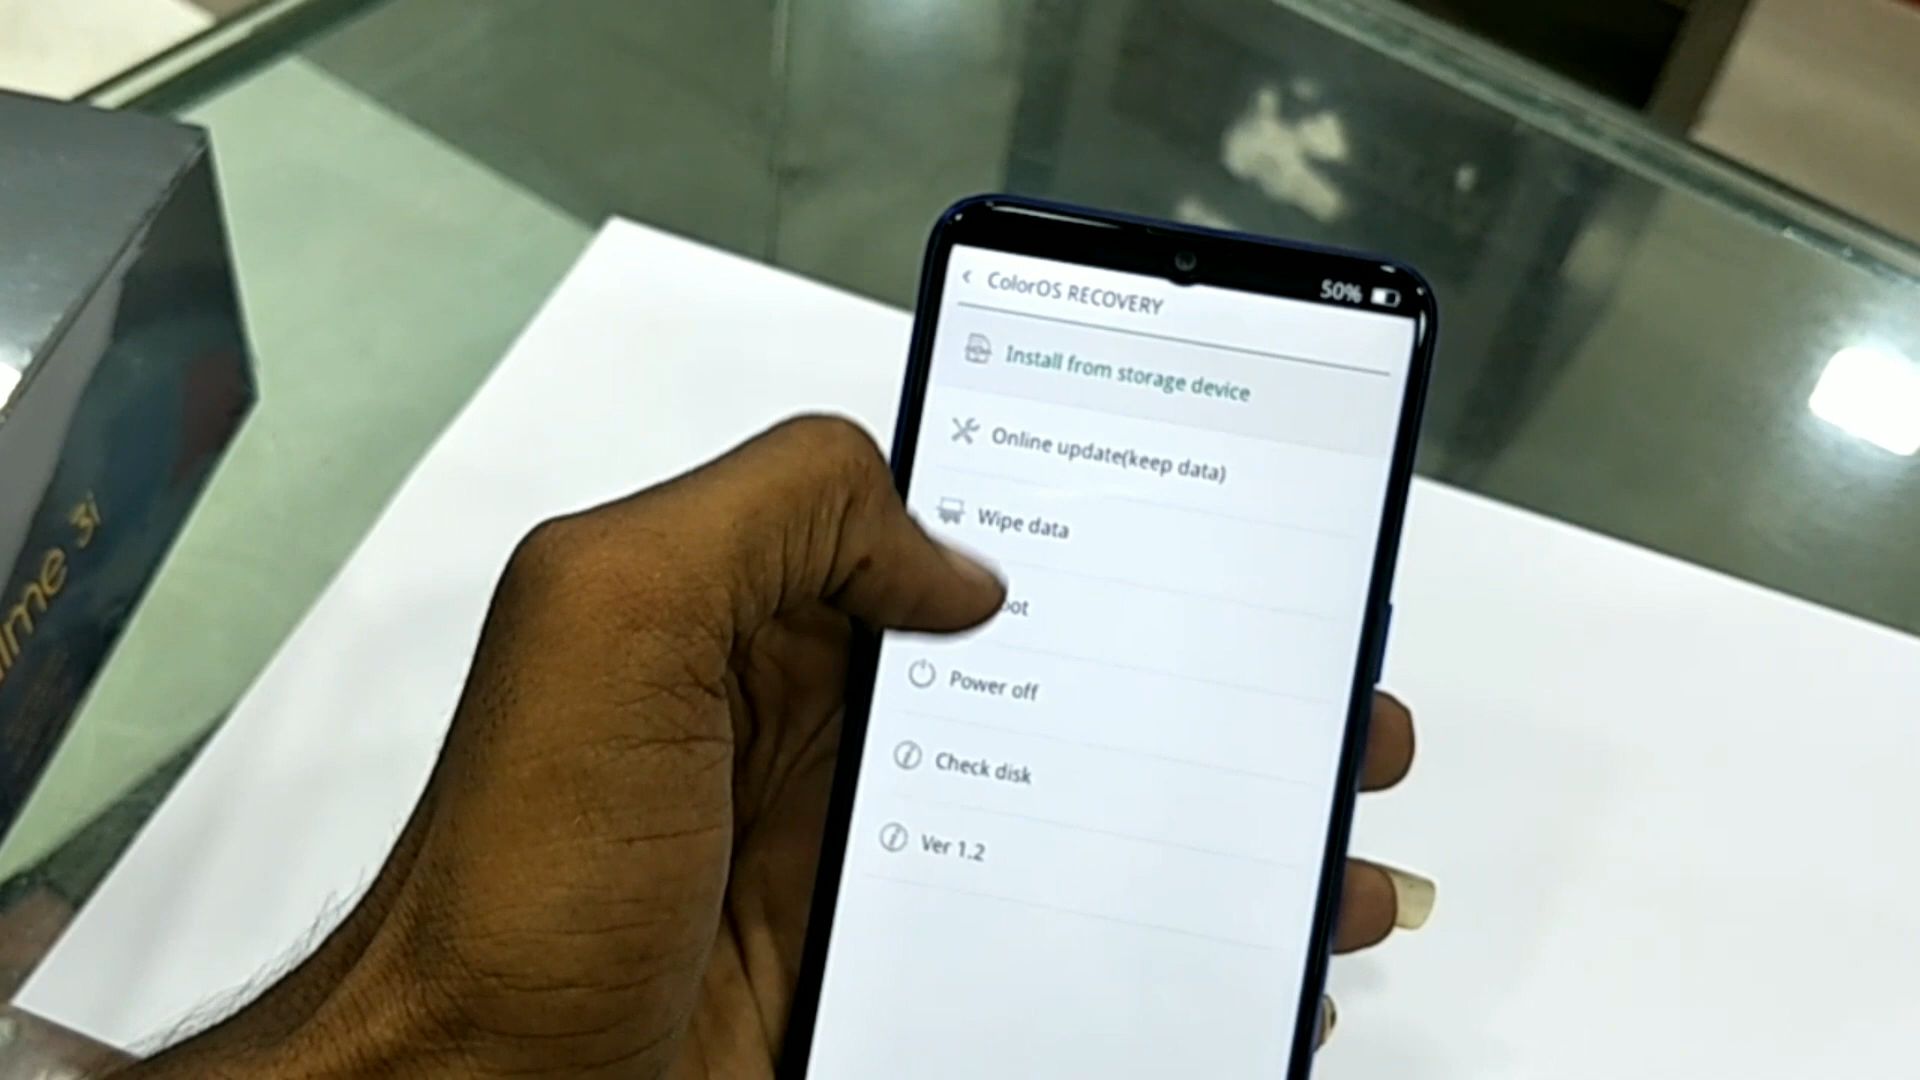 50%
ColorOS RECOVERY
Install from storage device
Online update(keep data)
Wipe data
Power off
Check disk
Ver 1.2
3i